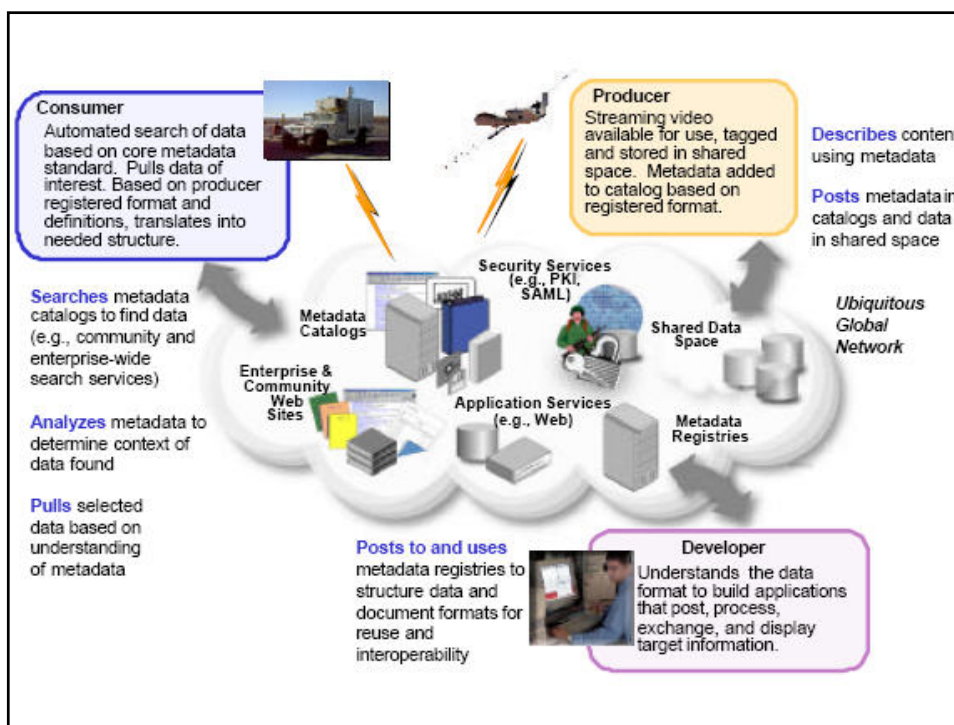 Consumer
Automated search of data
based on core metadata
standard. Pulls data of
interest. Based on producer
registered format and
definitions, translates into
needed structure.
Producer
Streaming video
available for use, tagged
and stored in shared
space. Metadata added
to catalog based on
registered format.
Describes conten
using metadata
Posts metadata in
catalogs and data
in shared space
Searches metadata
catalogs to find data
(e.g., community and
enterprise-wide
search services)
Analyzes metadata to
determine context of
data found
Pulls selected
data based on
understanding
of metadata
Metadata
Catalogs
Security Services
(e.g., PKI,
SAML)
Shared Data
Space
Ubiquitous
Global
Network
Enterprise &
Community
Web
Sites
Application Services
(e.g., Web)
Metadata
Registries
Posts to and uses
metadata registries to
structure data and
document formats for
reuse and
interoperability
Developer
Understands the data
format to build applications
that post, process,
exchange, and display
target information.